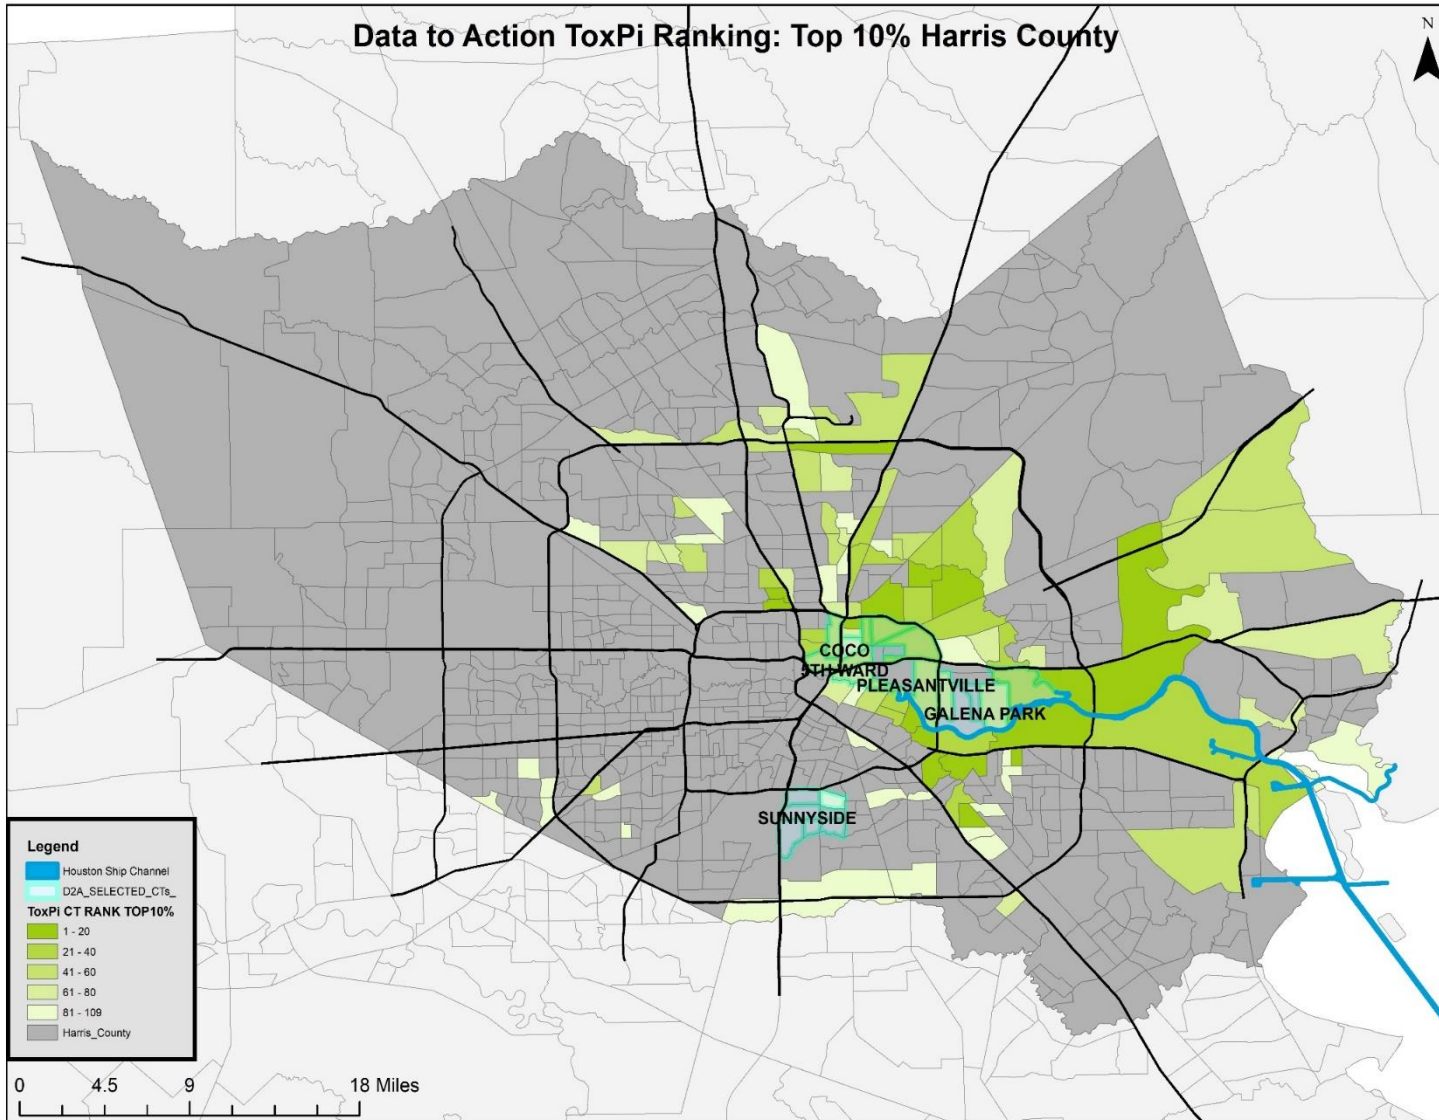 Data to Action ToxPi Ranking: Top 10% Harris County
N
COCO
5TH WARD
PLEASANTVILLE
GALENA PARK
SUNNYSIDE
Legend
Houston Ship Channel
D2A_SELECTED_CTs_
ToxPi CT RANK TOP10%
1 - 20
21 - 40
41 - 60
61 - 80
81 - 109
Harris_County
0 4.5 9 18 Miles